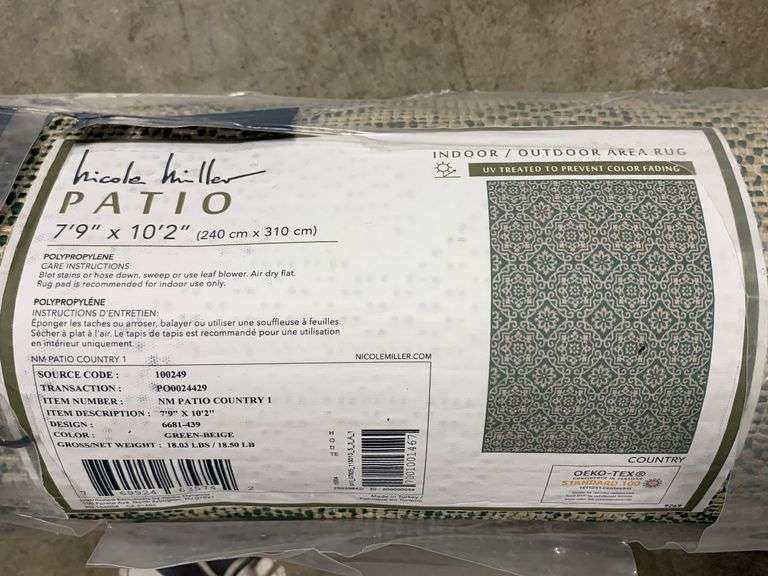 nicole miller
PATIO
7'9" x 10'2" (240 cm x 310 cm)
POLYPROPYLENE
CARE INSTRUCTIONS:
Blot stains or hose down, sweep or use leaf blower. Air dry flat.
Rug pad is recommended for indoor use only.
POLYPROPYLÉNE
INSTRUCTIONS D'ENTRETIEN:
Éponger les taches ou arroser, balayer ou utiliser une souffleuse à feuilles.
Sécher à plat à l'air. Le tapis de tapis est recommandé pour une utilisation
en intérieur uniquement.
NM PATIO COUNTRY 1
NICOLEMILLER.COM
SOURCE CODE : 100249
TRANSACTION : PO0024429
ITEM NUMBER : NM PATIO COUNTRY 1
ITEM DESCRIPTION : 7'9" X 10'2"
DESIGN : 6681-439
COLOR : GREEN-BEIGE
GROSS/NET WEIGHT : 18.03 LBS / 18.50 LB
Made in Turkey
INDOOR / OUTDOOR AREA RUG
UV TREATED TO PREVENT COLOR FADING
COUNTRY
OEKO-TEX®
STANDARD 100